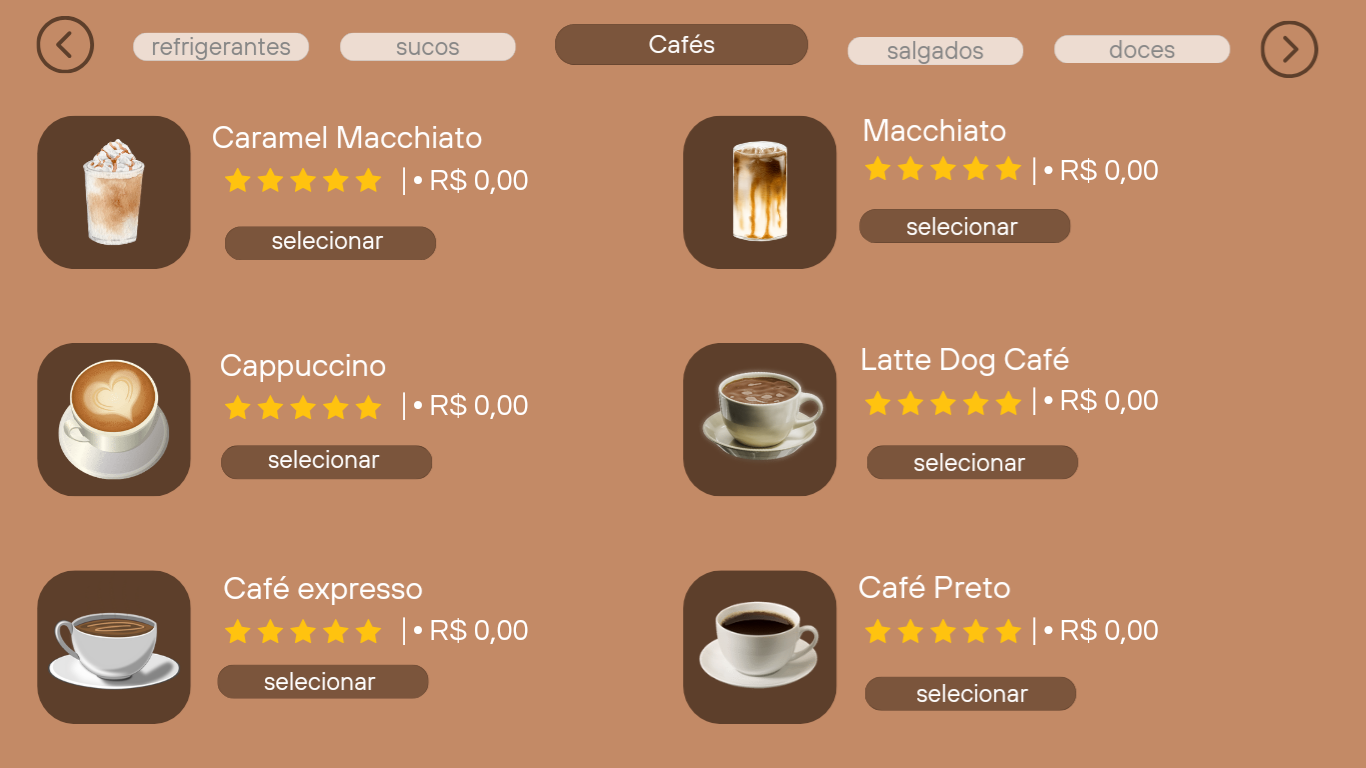 refrigerantes
sucos
Cafés
salgados
doces
Caramel Macchiato
| • R$ 0,00
selecionar
Macchiato
| • R$ 0,00
selecionar
Cappuccino
| • R$ 0,00
selecionar
Latte Dog Café
| • R$ 0,00
selecionar
Café expresso
| • R$ 0,00
selecionar
Café Preto
| • R$ 0,00
selecionar